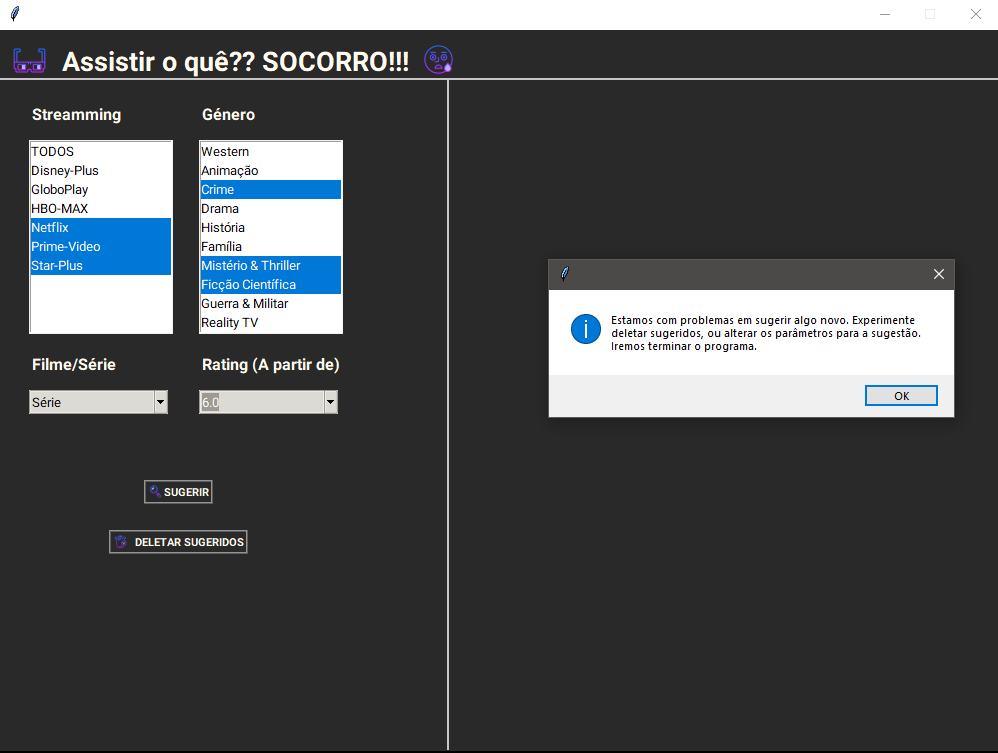 Assistir o quê?? SOCORRO!!!
Streamming
Género
TODOS
Disney-Plus
GloboPlay
HBO-MAX
Netflix
Prime-Video
Star-Plus
Western
Animação
Crime
Drama
História
Família
Mistério & Thriller
Ficção Científica
Guerra & Militar
Reality TV
Filme/Série
Rating (A partir de)
Série
6.0
SUGERIR
DELETAR SUGERIDOS
Estamos com problemas em sugerir algo novo. Experimente
deletar sugeridos, ou alterar os parâmetros para a sugestão.
Iremos terminar o programa.
OK